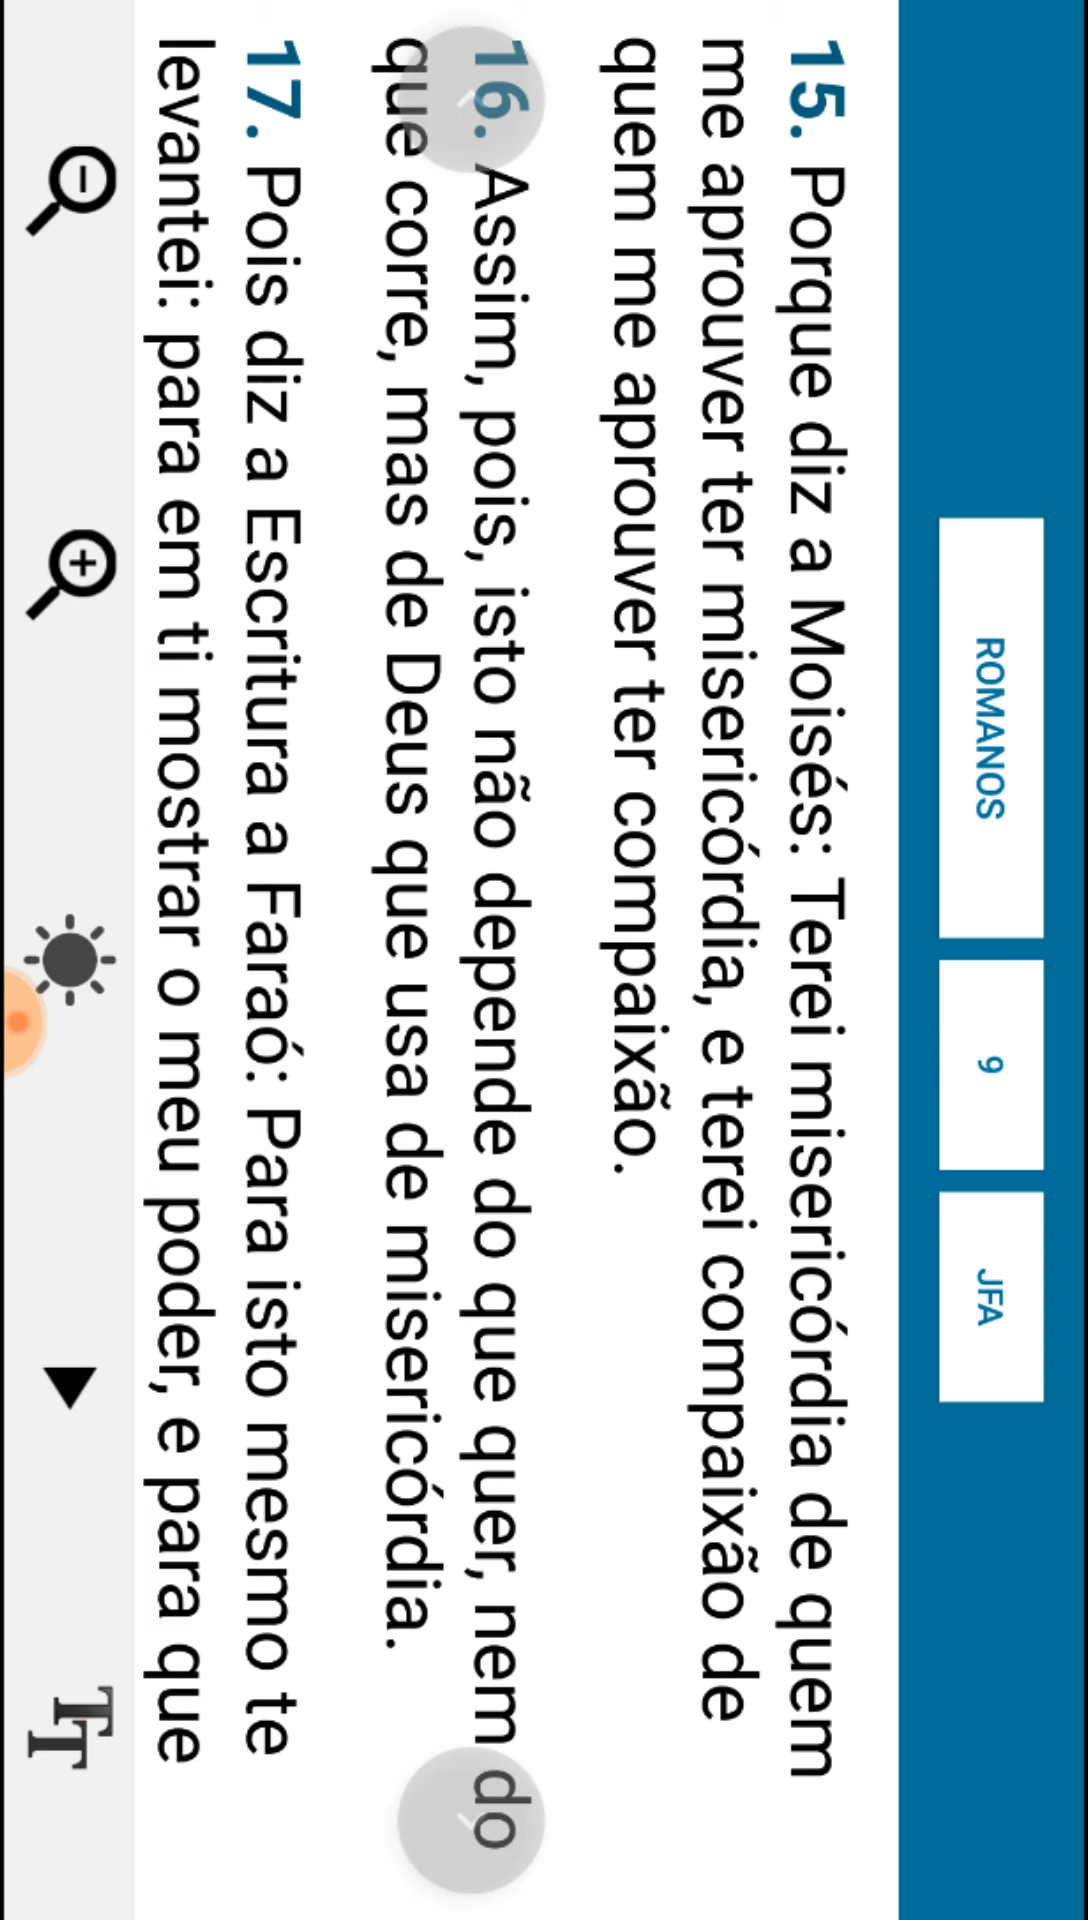 ROMANOS
9
JFA
15. Porque diz a Moisés: Terei misericórdia de quem
me aprouver ter misericórdia, e terei compaixão de
quem me aprouver ter compaixão.
16. Assim, pois, isto não depende do que quer, nem do
que corre, mas de Deus que usa de misericórdia.
17. Pois diz a Escritura a Faraó: Para isto mesmo te
levantei: para em ti mostrar o meu poder, e para que
TT